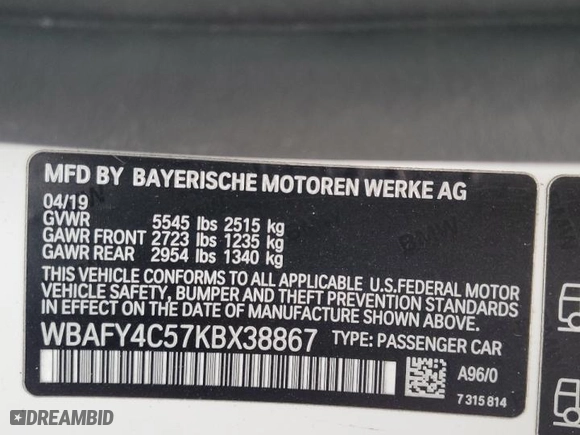 MFD BY BAYERISCHE MOTOREN WERKE AG
04/19
GVWR 5545 lbs 2515 kg
GAWR FRONT 2723 lbs 1235 kg
GAWR REAR 2954 lbs 1340 kg
THIS VEHICLE CONFORMS TO ALL APPLICABLE U.S.FEDERAL MOTOR
VEHICLE SAFETY, BUMPER AND THEFT PREVENTION STANDARDS
IN EFFECT ON THE DATE OF MANUFACTURE SHOWN ABOVE.
WBAFY4C57KBX38867 TYPE: PASSENGER CAR
A96/0
7 315 814
DREAMBID